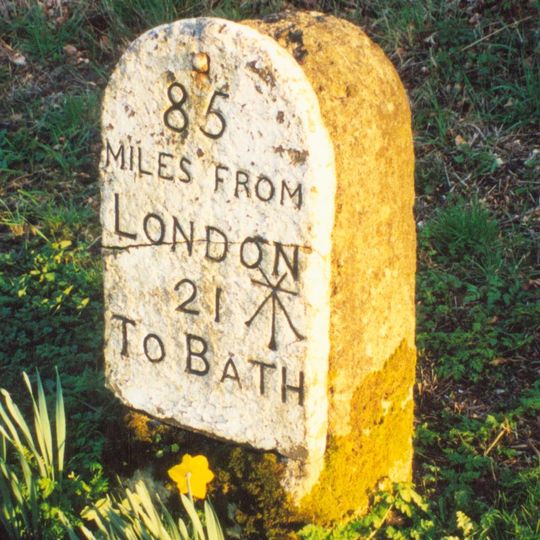 85
MILES FROM
LONDON
21
TO BATH